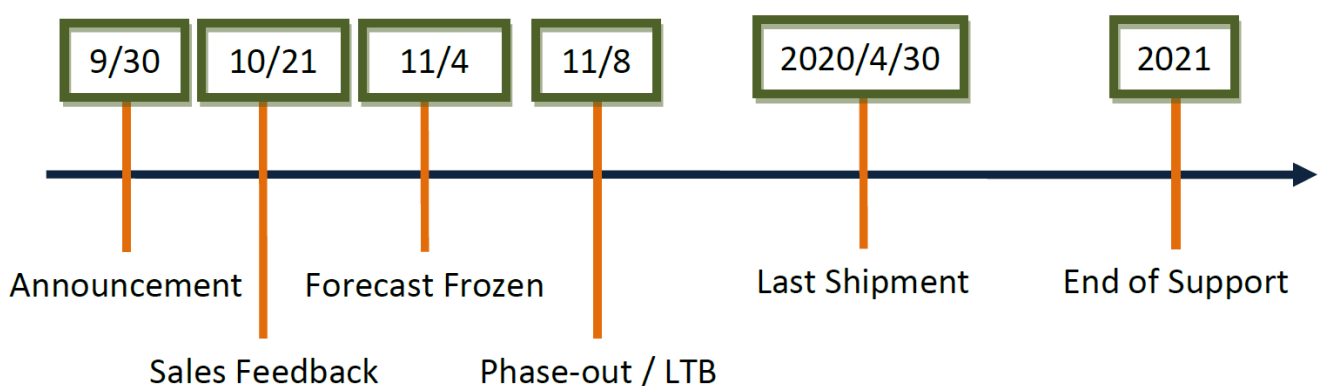 9/30 10/21 11/4 11/8 2020/4/30 2021
Announcement Forecast Frozen Last Shipment End of Support
Sales Feedback Phase-out / LTB